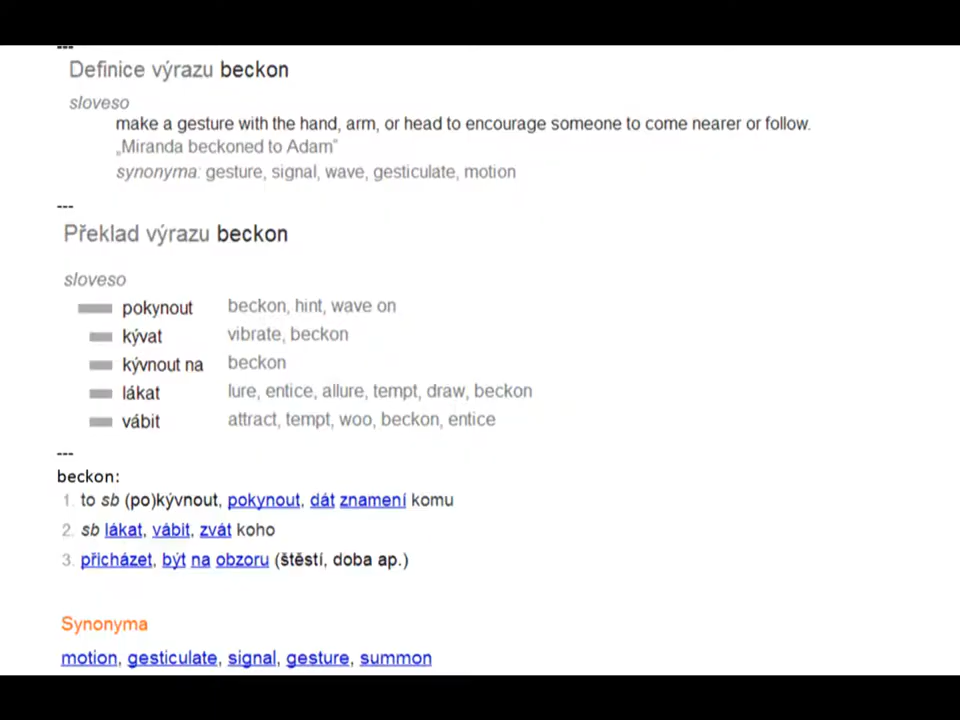 ---
Definice výrazu beckon
sloveso
make a gesture with the hand, arm, or head to encourage someone to come nearer or follow.
„Miranda beckoned to Adam”
synonyma: gesture, signal, wave, gesticulate, motion
---
Překlad výrazu beckon
sloveso
pokynout beckon, hint, wave on
kývat vibrate, beckon
kývnout na beckon
lákat lure, entice, allure, tempt, draw, beckon
vábit attract, tempt, woo, beckon, entice
---
beckon:
1. to sb (po)kývnout, pokynout, dát znamení komu
2. sb lákat, vábit, zvát koho
3. přicházet, být na obzoru (štěstí, doba ap.)
Synonyma
motion, gesticulate, signal, gesture, summon